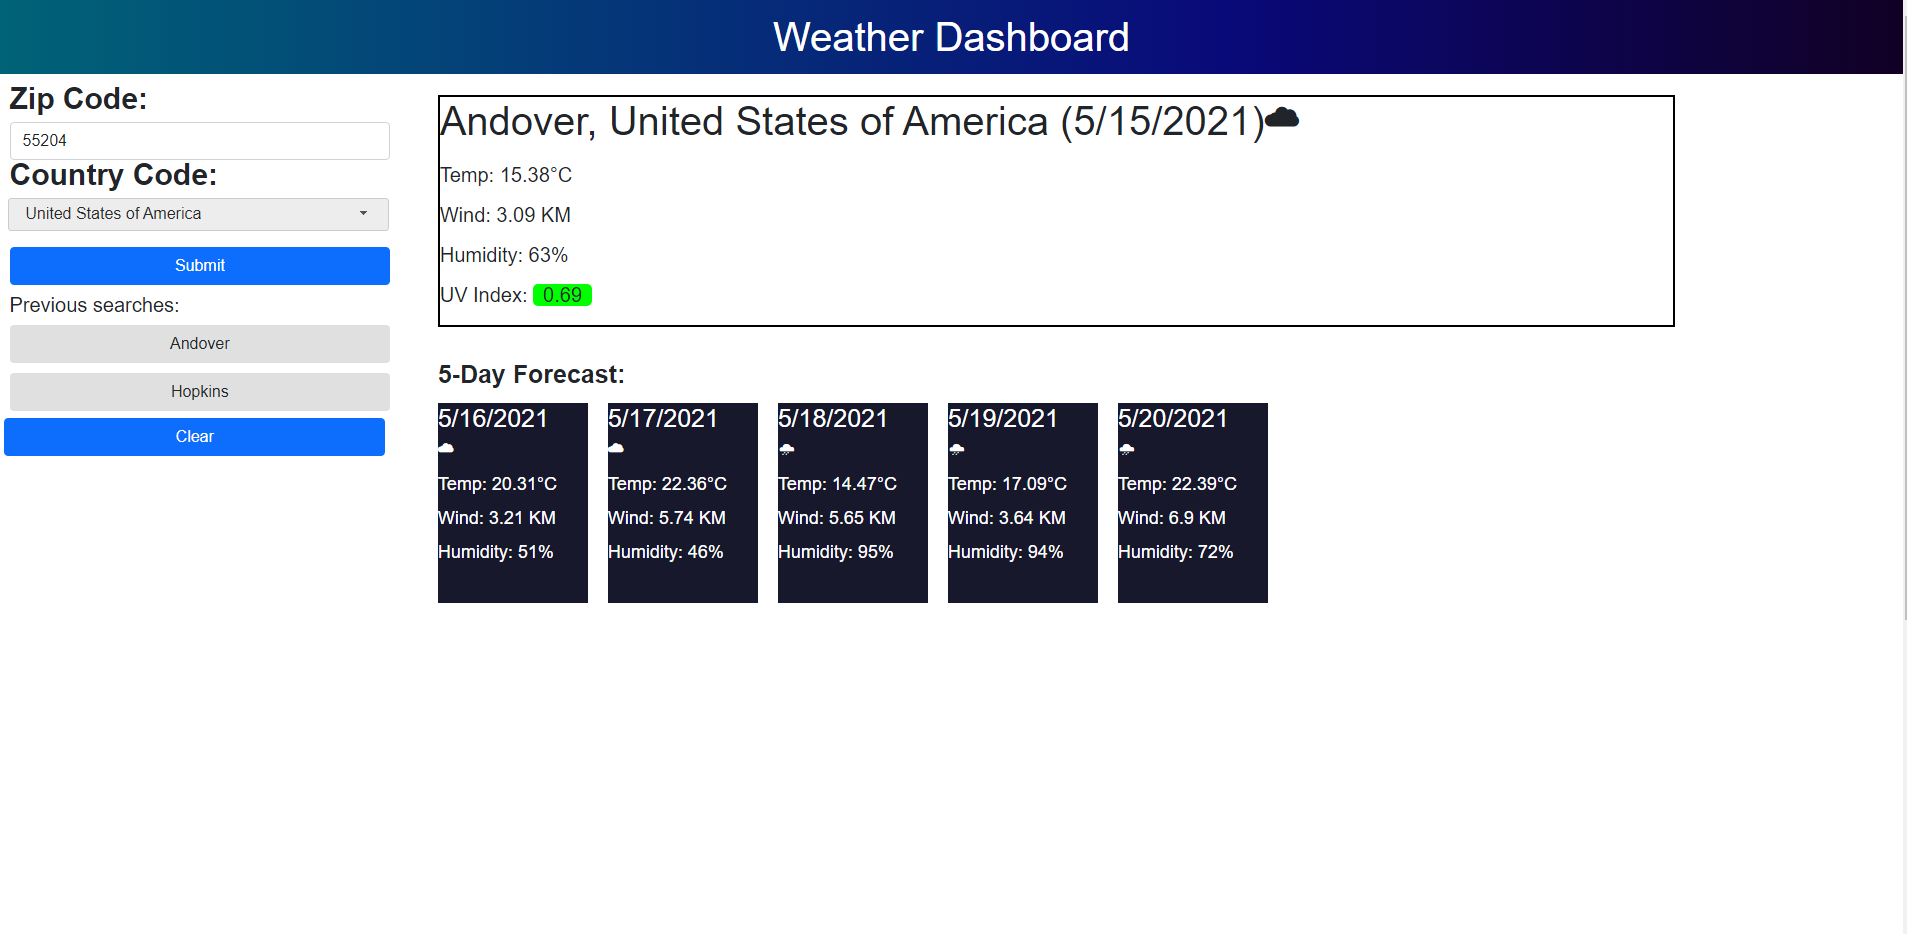 Weather Dashboard
Zip Code:
55204
Country Code:
United States of America
Submit
Previous searches:
Andover
Hopkins
Clear
Andover, United States of America (5/15/2021)
Temp: 15.38°C
Wind: 3.09 KM
Humidity: 63%
UV Index: 0.69
5-Day Forecast:
5/16/2021
Temp: 20.31°C
Wind: 3.21 KM
Humidity: 51%
5/17/2021
Temp: 22.36°C
Wind: 5.74 KM
Humidity: 46%
5/18/2021
Temp: 14.47°C
Wind: 5.65 KM
Humidity: 95%
5/19/2021
Temp: 17.09°C
Wind: 3.64 KM
Humidity: 94%
5/20/2021
Temp: 22.39°C
Wind: 6.9 KM
Humidity: 72%